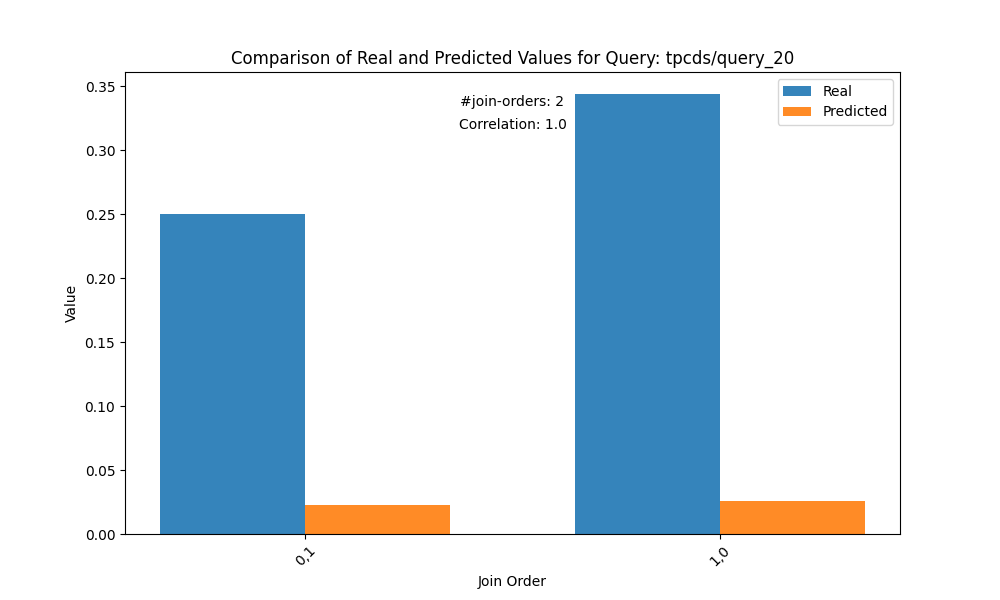 Comparison of Real and Predicted Values for Query: tpcds/query_20
#join-orders: 2
Correlation: 1.0
Real
Predicted
Value
0.35
0.30
0.25
0.20
0.15
0.10
0.05
0.00
0,1
1,0
Join Order